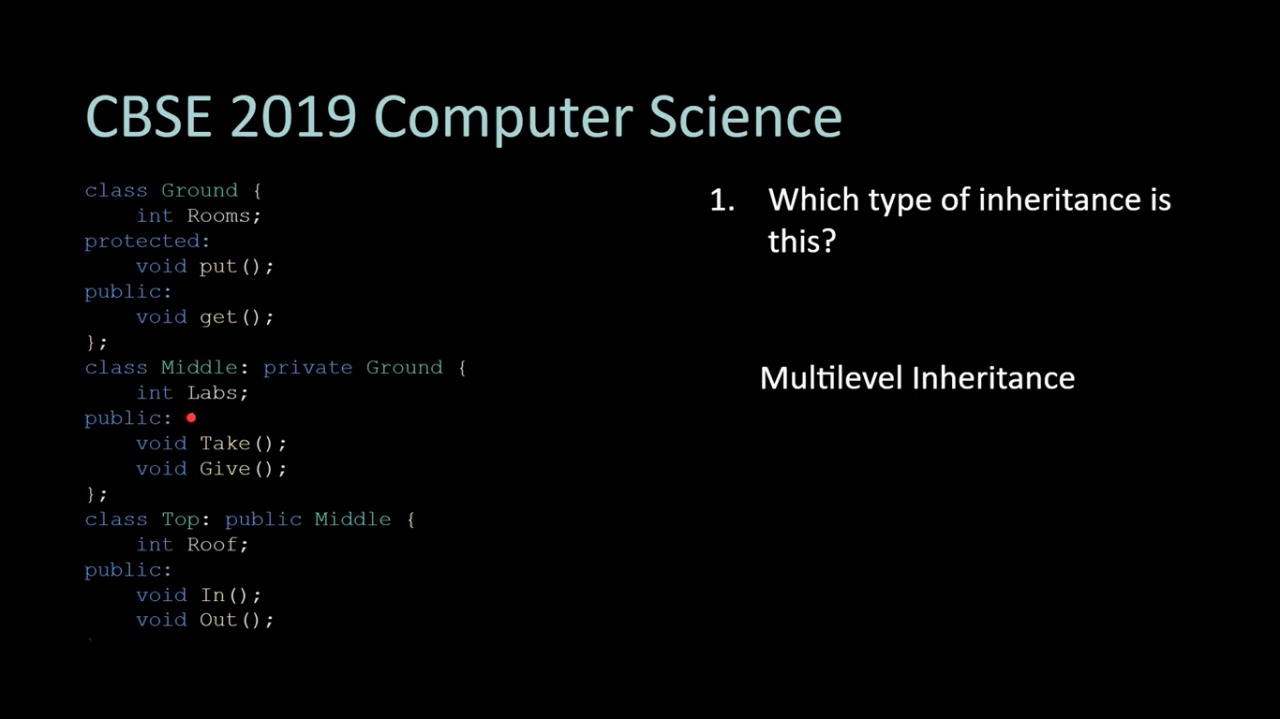 CBSE 2019 Computer Science
class Ground {
    int Rooms;
protected:
    void put();
public:
    void get();
};
class Middle: private Ground {
    int Labs;
public:
    void Take();
    void Give();
};
class Top: public Middle {
    int Roof;
public:
    void In();
    void Out();
1. Which type of inheritance is
this?
Multilevel Inheritance